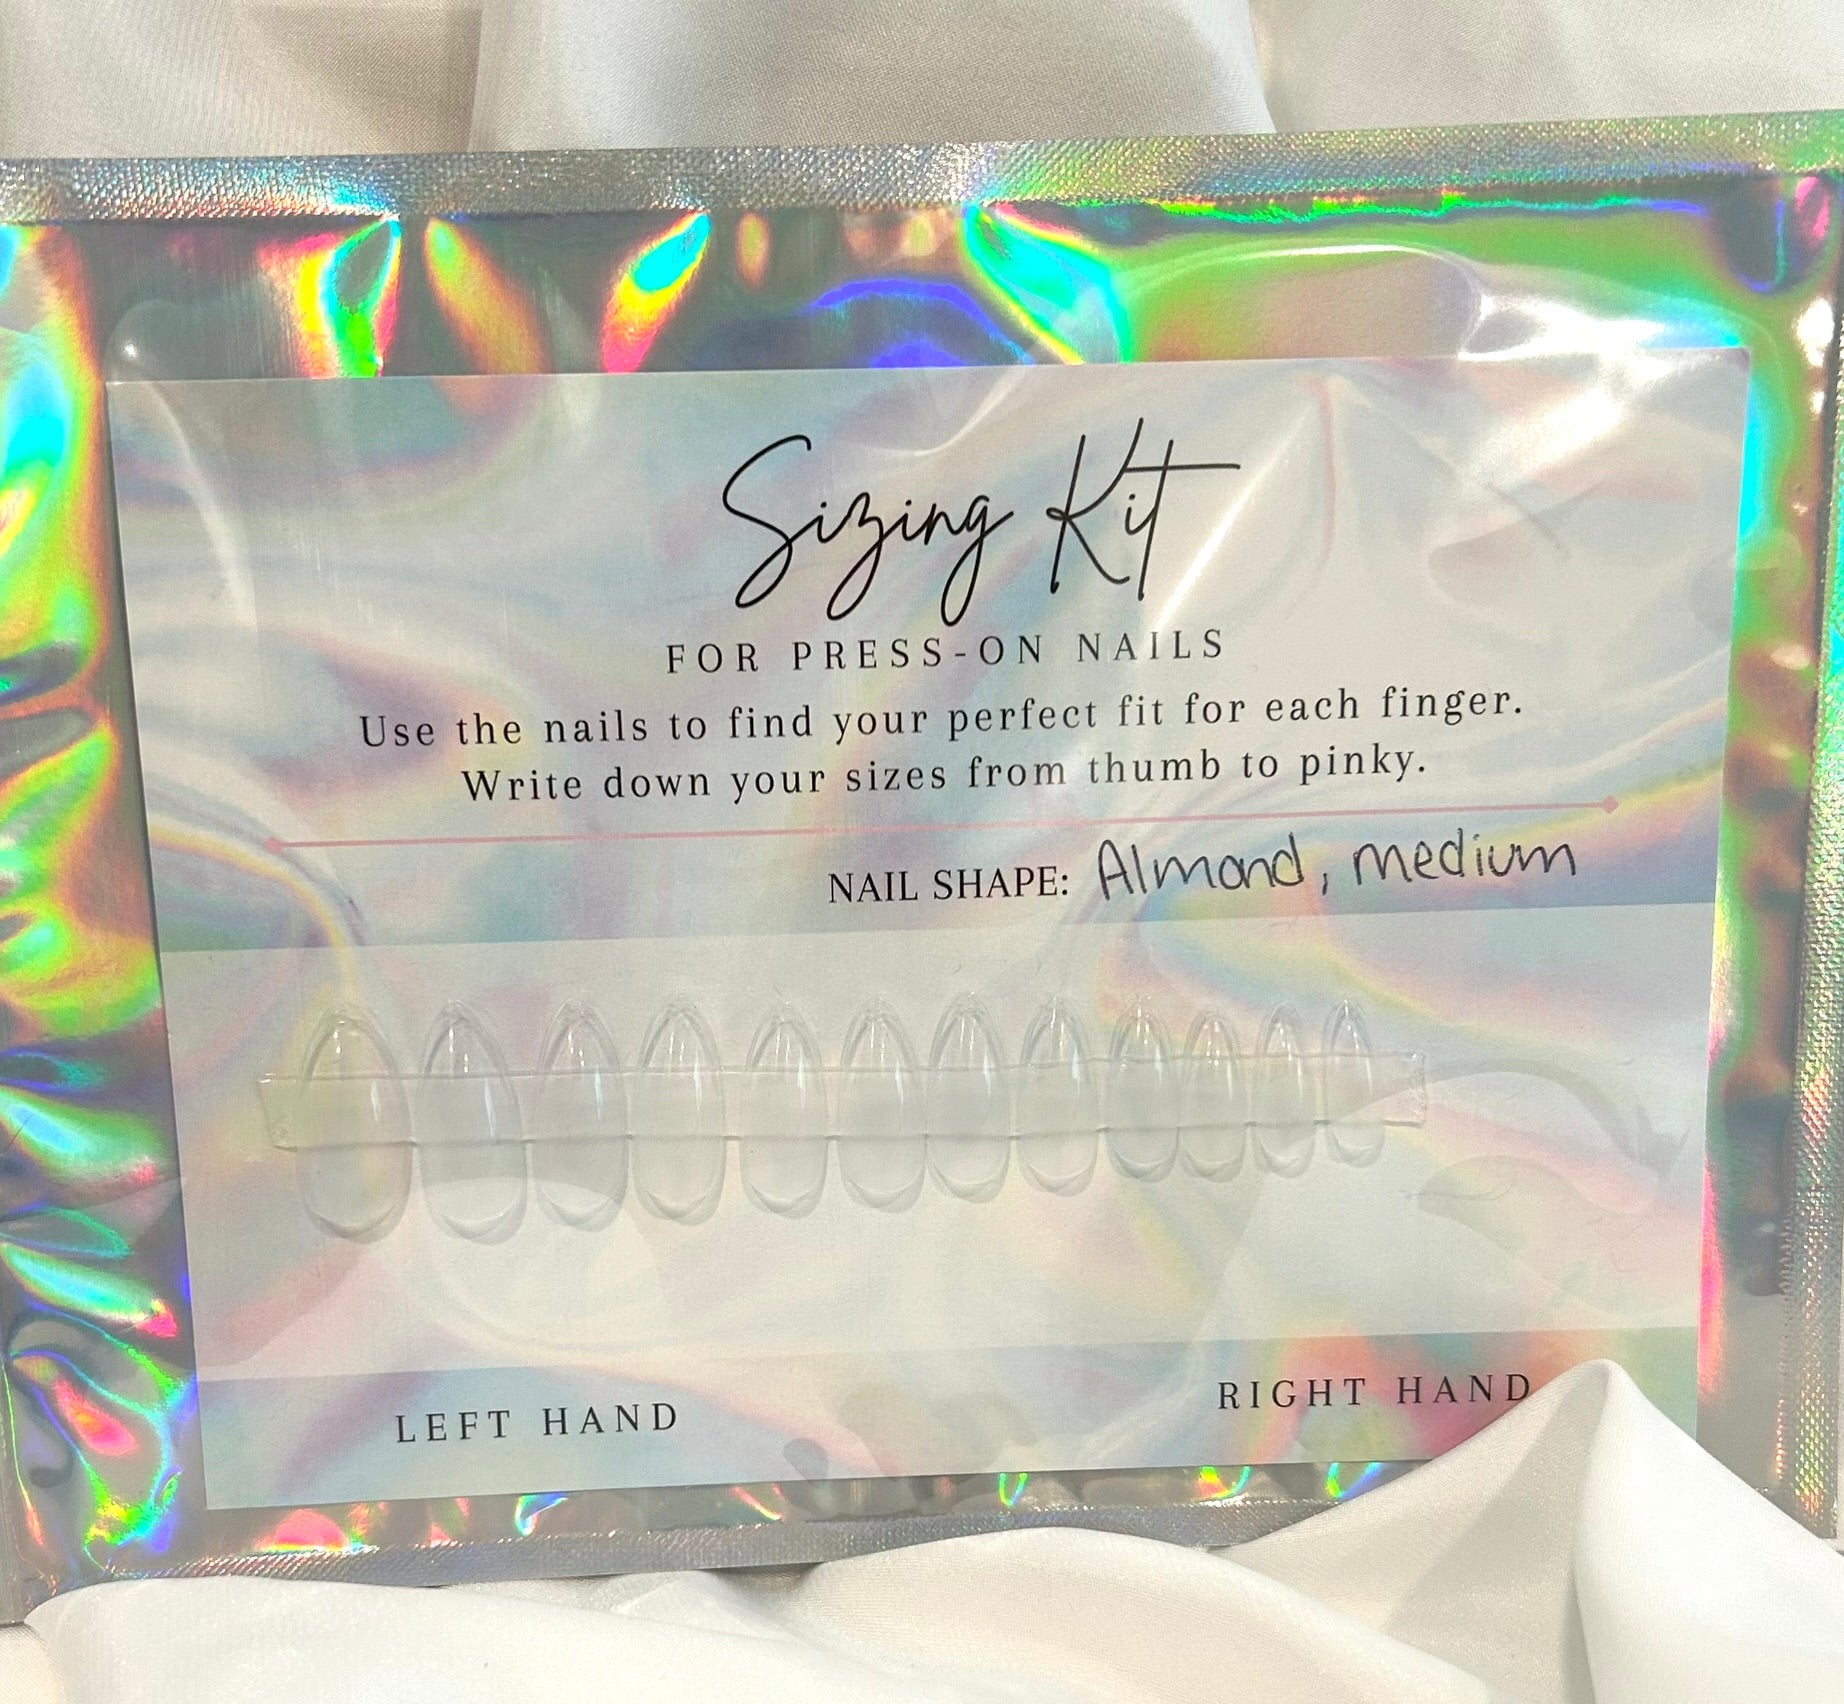 Sizing Kit
FOR PRESS-ON NAILS
Use the nails to find your perfect fit for each finger.
Write down your sizes from thumb to pinky.
NAIL SHAPE: Almond, medium
LEFT HAND
RIGHT HAND